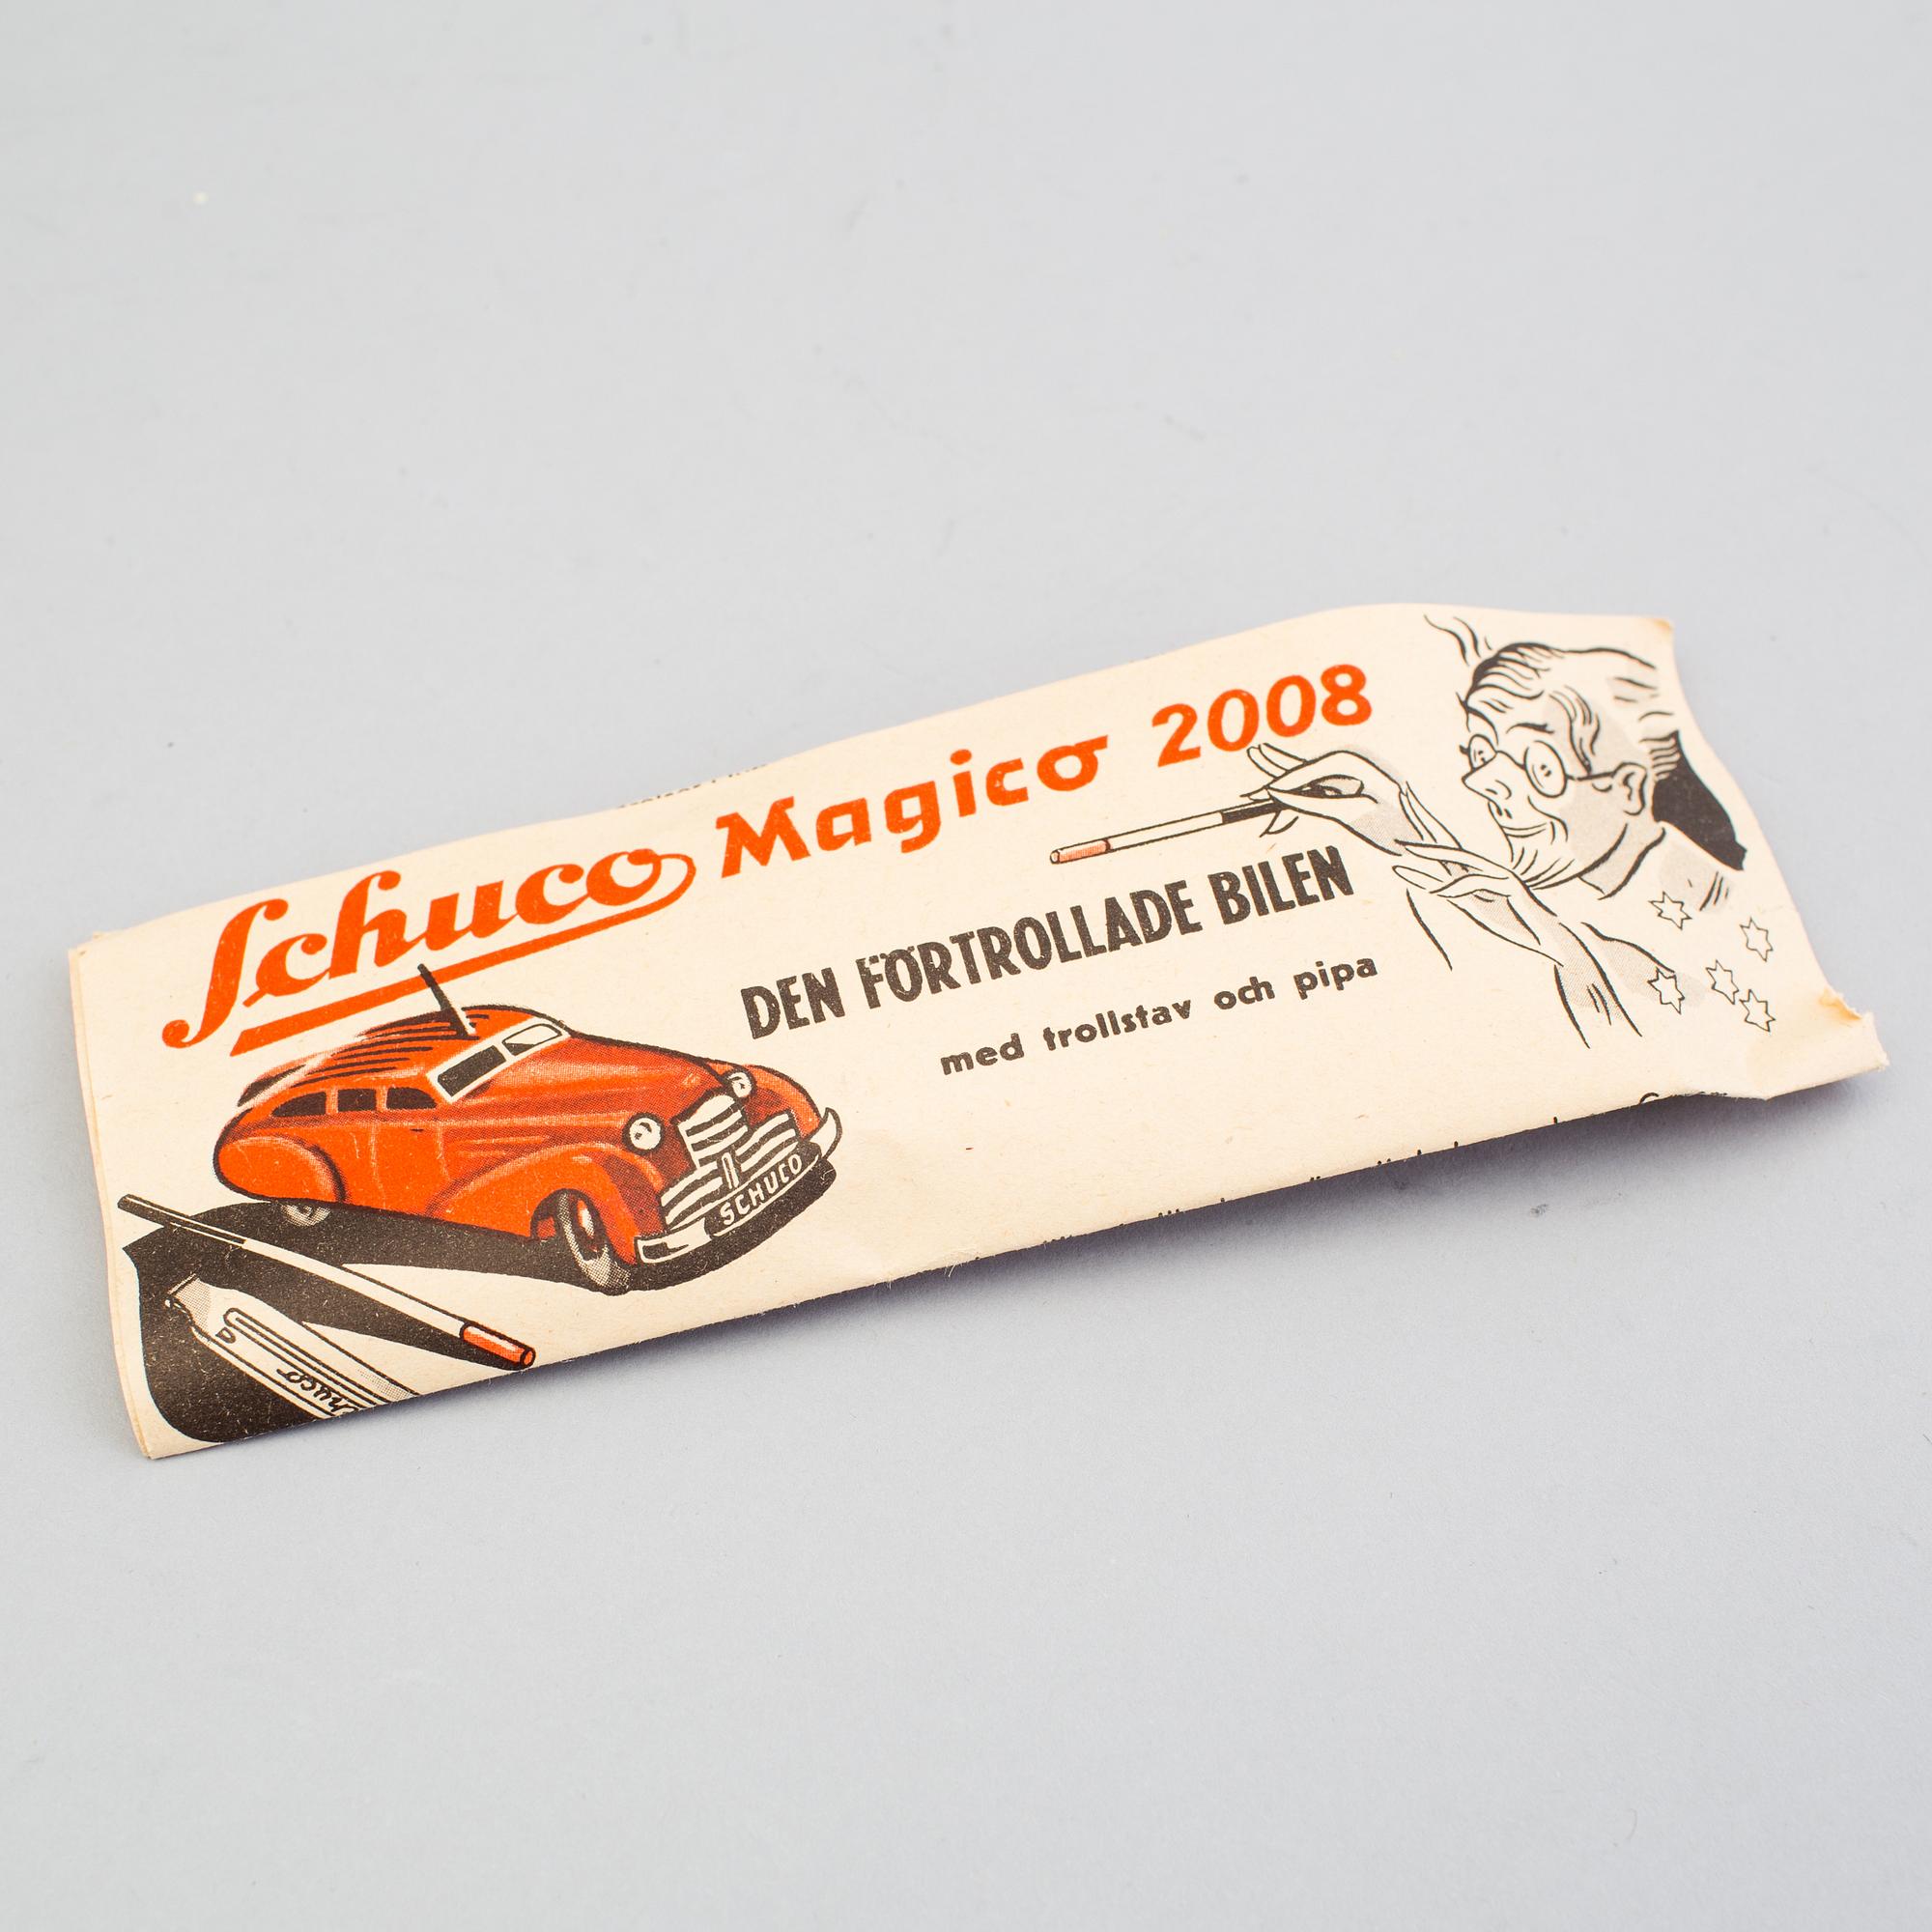 Schuco Magico 2008
DEN FÖRTROLLADE BILEN
med trollstav och pipa
SCHUCO